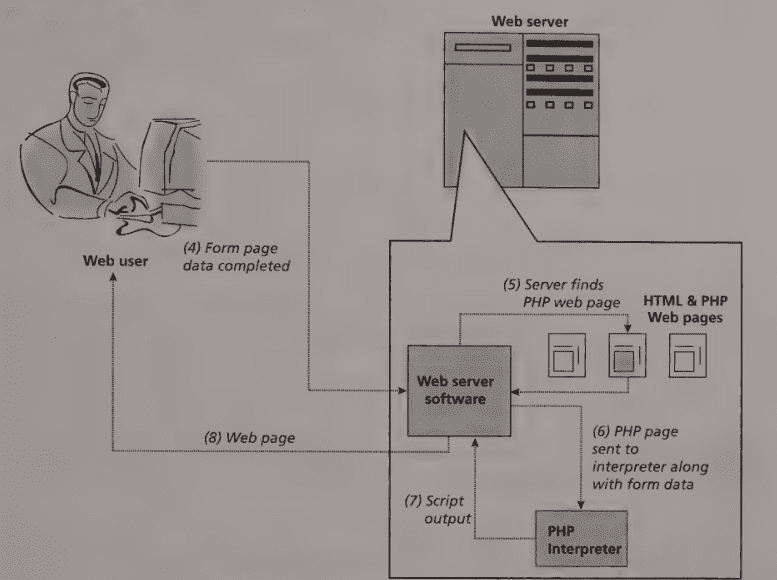 Web server
Web user
(4) Form page
data completed
(5) Server finds
PHP web page
HTML & PHP
Web pages
Web server
software
(8) Web page
(6) PHP page
sent to
interpreter along
with form data
(7) Script
output
PHP
Interpreter